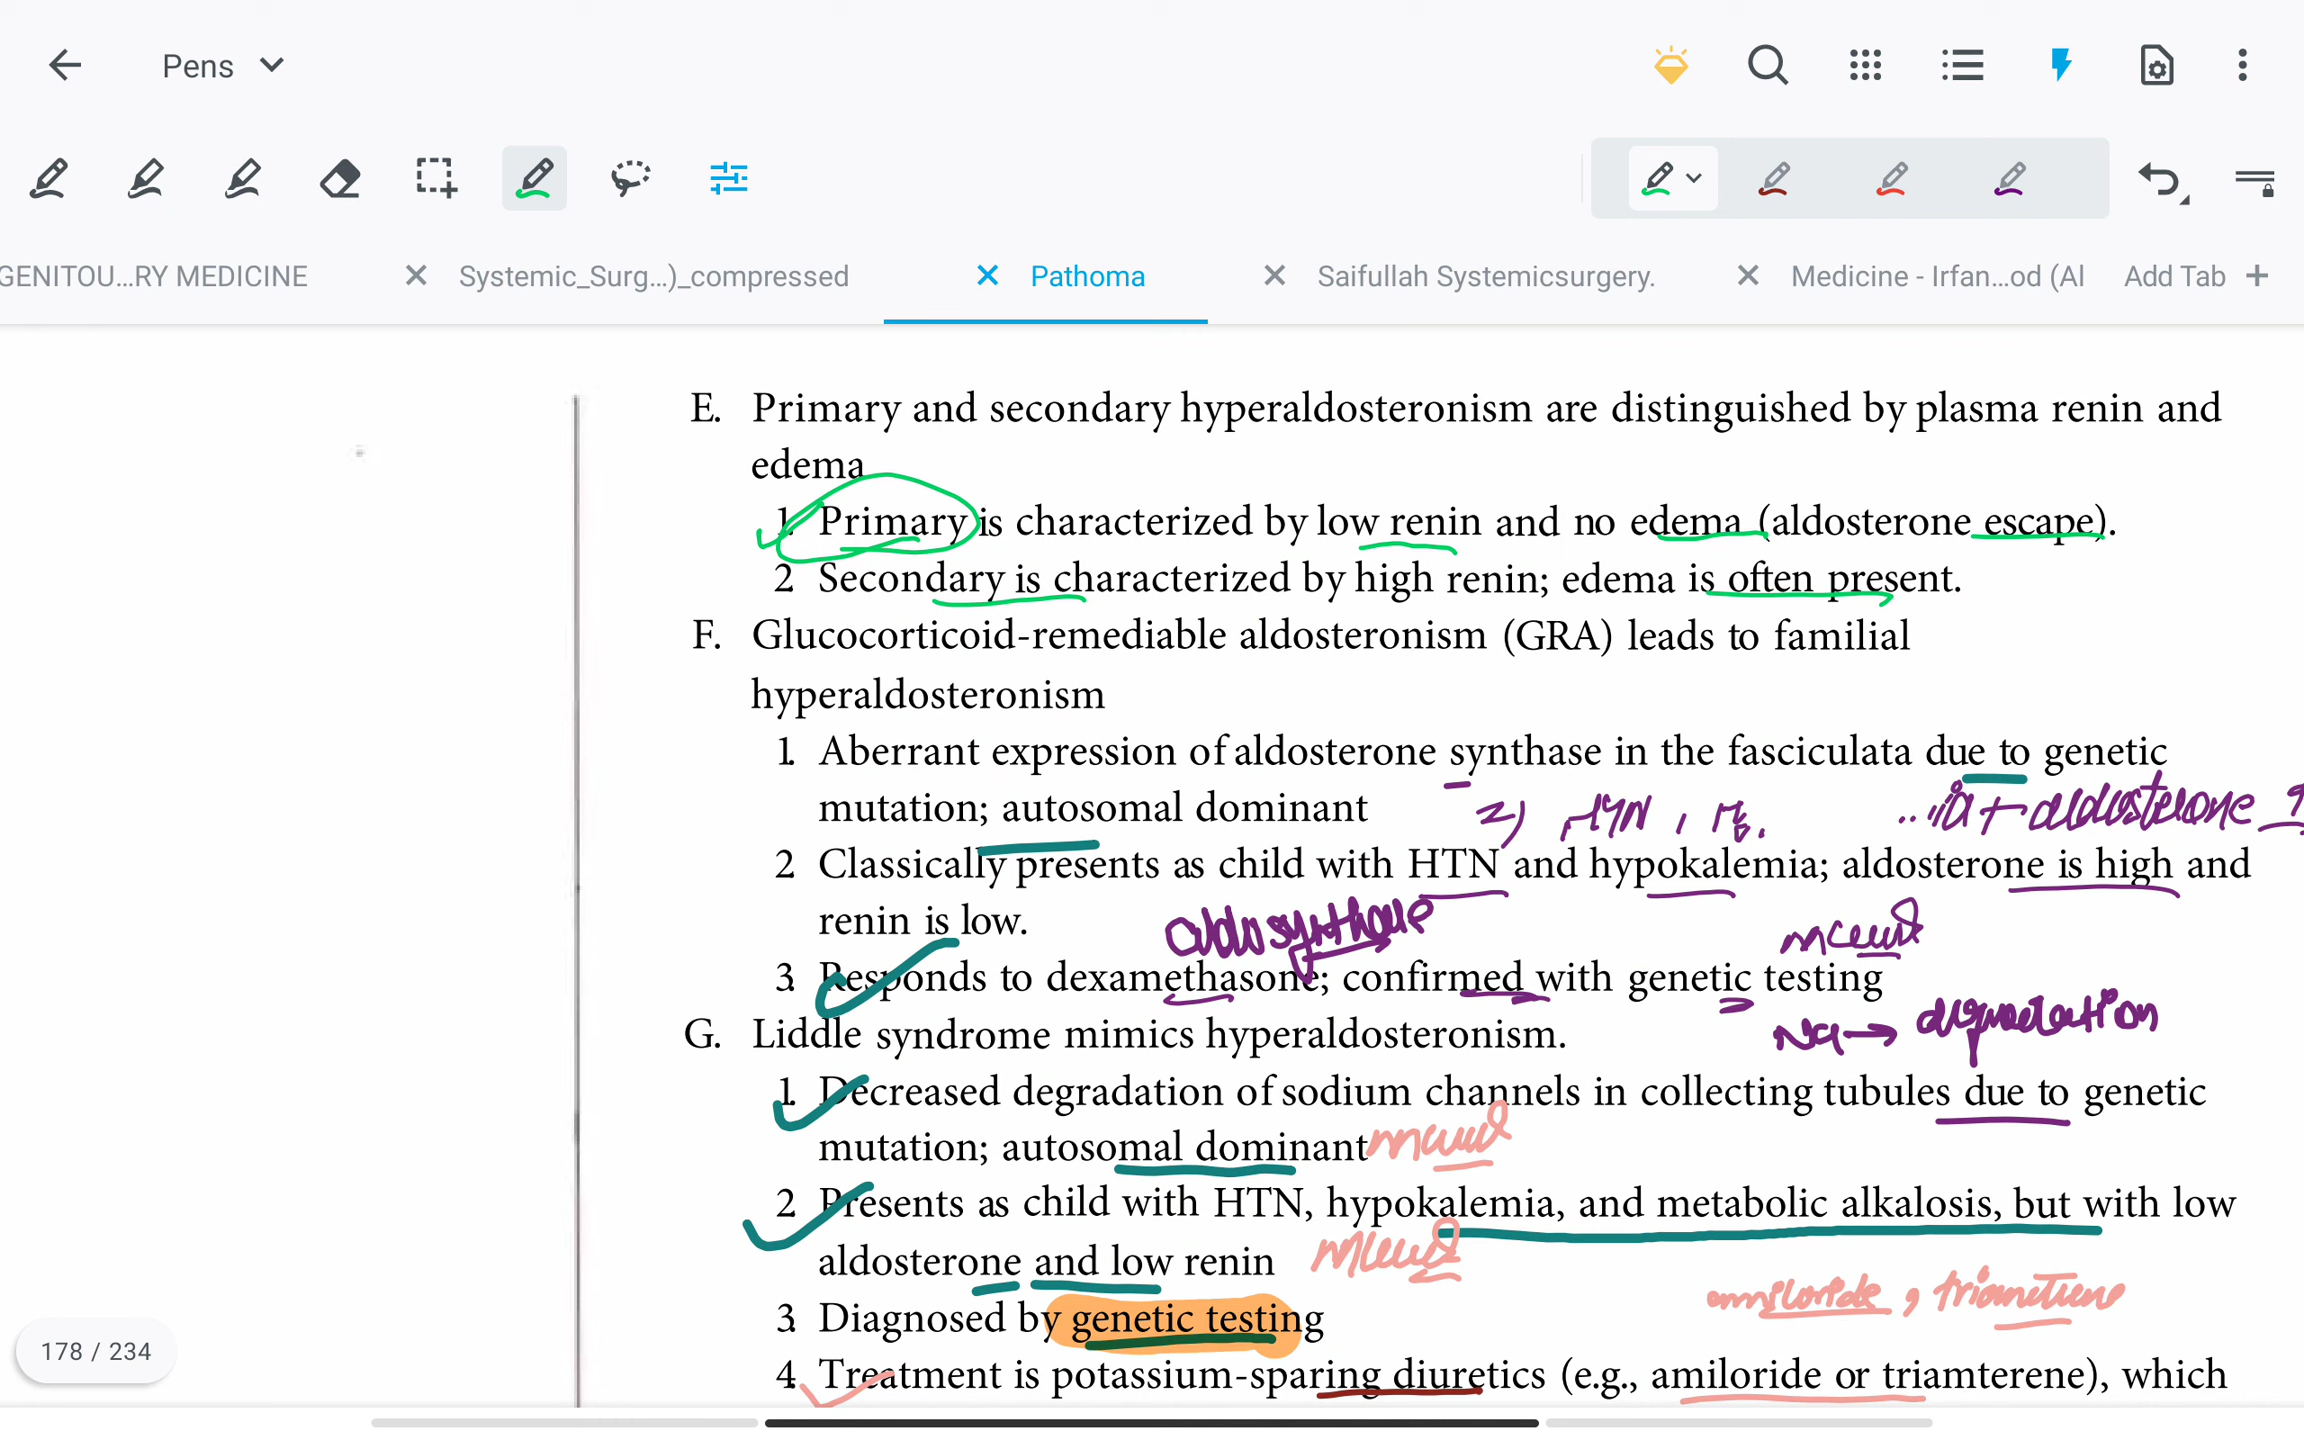 Pens
GENITOU...RY MEDICINE
Systemic_Surg...)_compressed
Pathoma
Saifullah Systemicsurgery.
Medicine - Irfan...od (Al
Add Tab
E. Primary and secondary hyperaldosteronism are distinguished by plasma renin and
edema
1. Primary is characterized by low renin and no edema (aldosterone escape).
2 Secondary is characterized by high renin; edema is often present.
F. Glucocorticoid-remediable aldosteronism (GRA) leads to familial
hyperaldosteronism
1. Aberrant expression of aldosterone synthase in the fasciculata due to genetic
mutation; autosomal dominant
2) HTN, aldosterone ↑
2 Classically presents as child with HTN and hypokalemia; aldosterone is high and
renin is low.
aldosynthase
3. Responds to dexamethasone; confirmed with genetic testing
Na → degradation
G. Liddle syndrome mimics hyperaldosteronism.
1. Decreased degradation of sodium channels in collecting tubules due to genetic
mutation; autosomal dominant
2 Presents as child with HTN, hypokalemia, and metabolic alkalosis, but with low
aldosterone and low renin
amiloride,
3. Diagnosed by genetic testing
4. Treatment is potassium-sparing diuretics (e.g., amiloride or triamterene), which
178 / 234